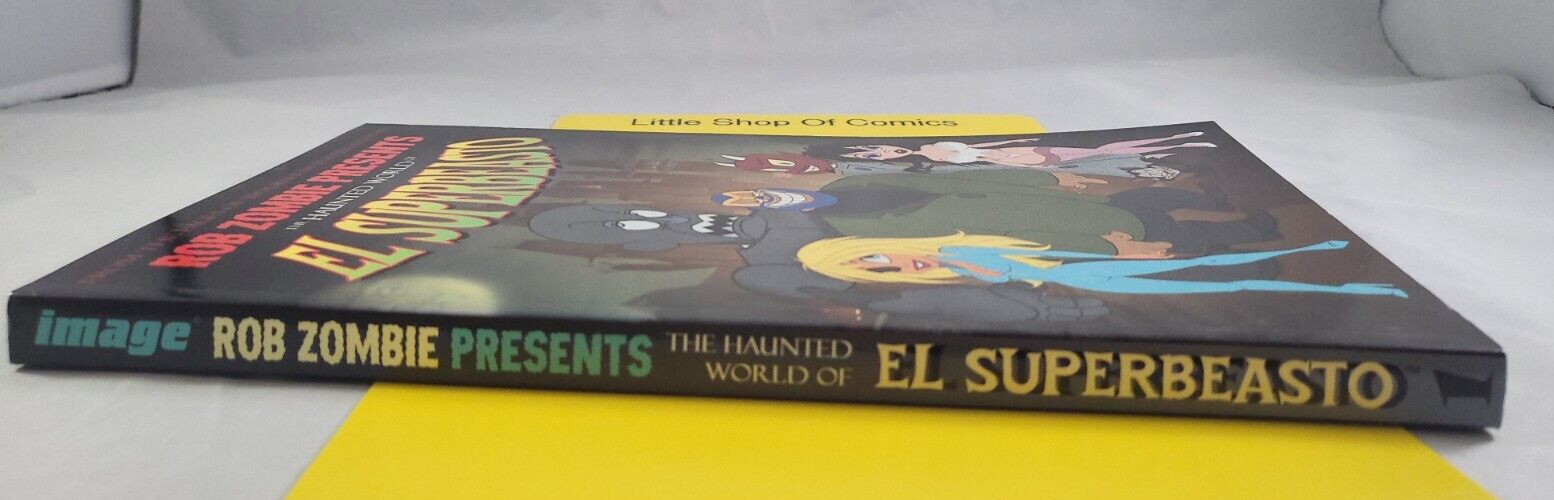 Little Shop Of Comics
ROB ZOMBIE PRESENTS
THE HAUNTED WORLD OF
EL SUPERBEASTO
image ROB ZOMBIE PRESENTS THE HAUNTED WORLD OF EL SUPERBEASTO™